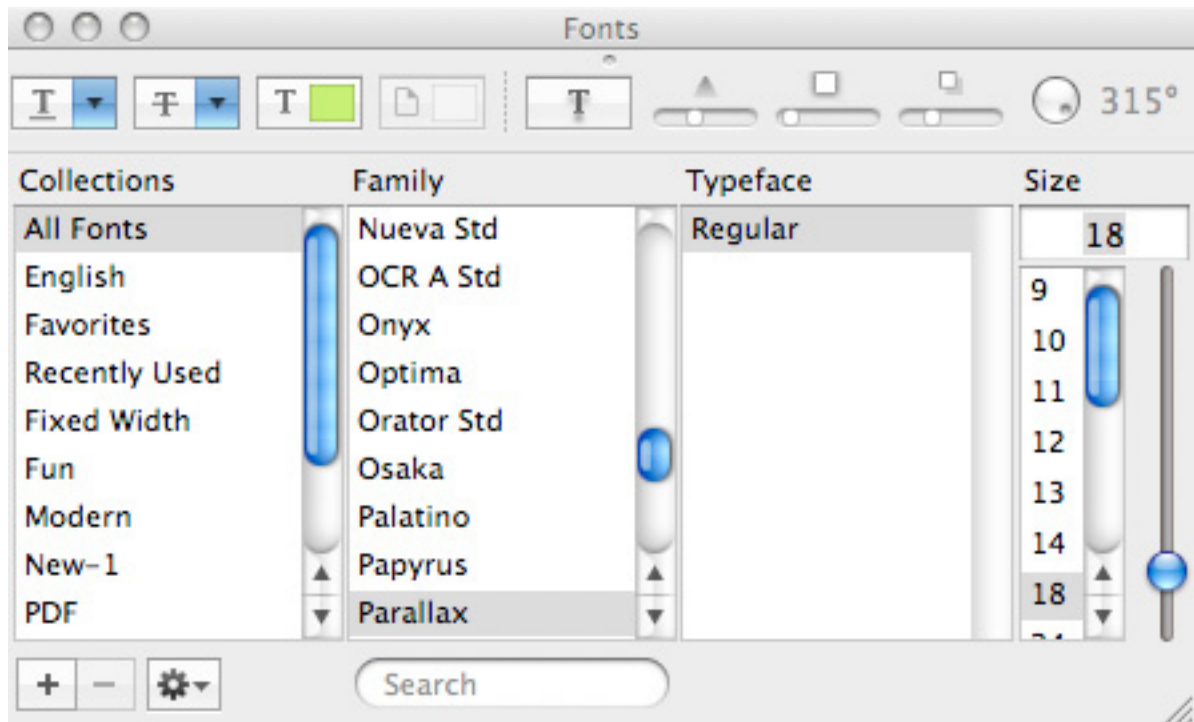 Fonts
T T T T 315°
Collections Family Typeface Size
All Fonts Nueva Std Regular 18
English OCR A Std 9
Favorites Onyx 10
Recently Used Optima 11
Fixed Width Orator Std 12
Fun Osaka 13
Modern Palatino 14
New-1 Papyrus 18
PDF Parallax
Search